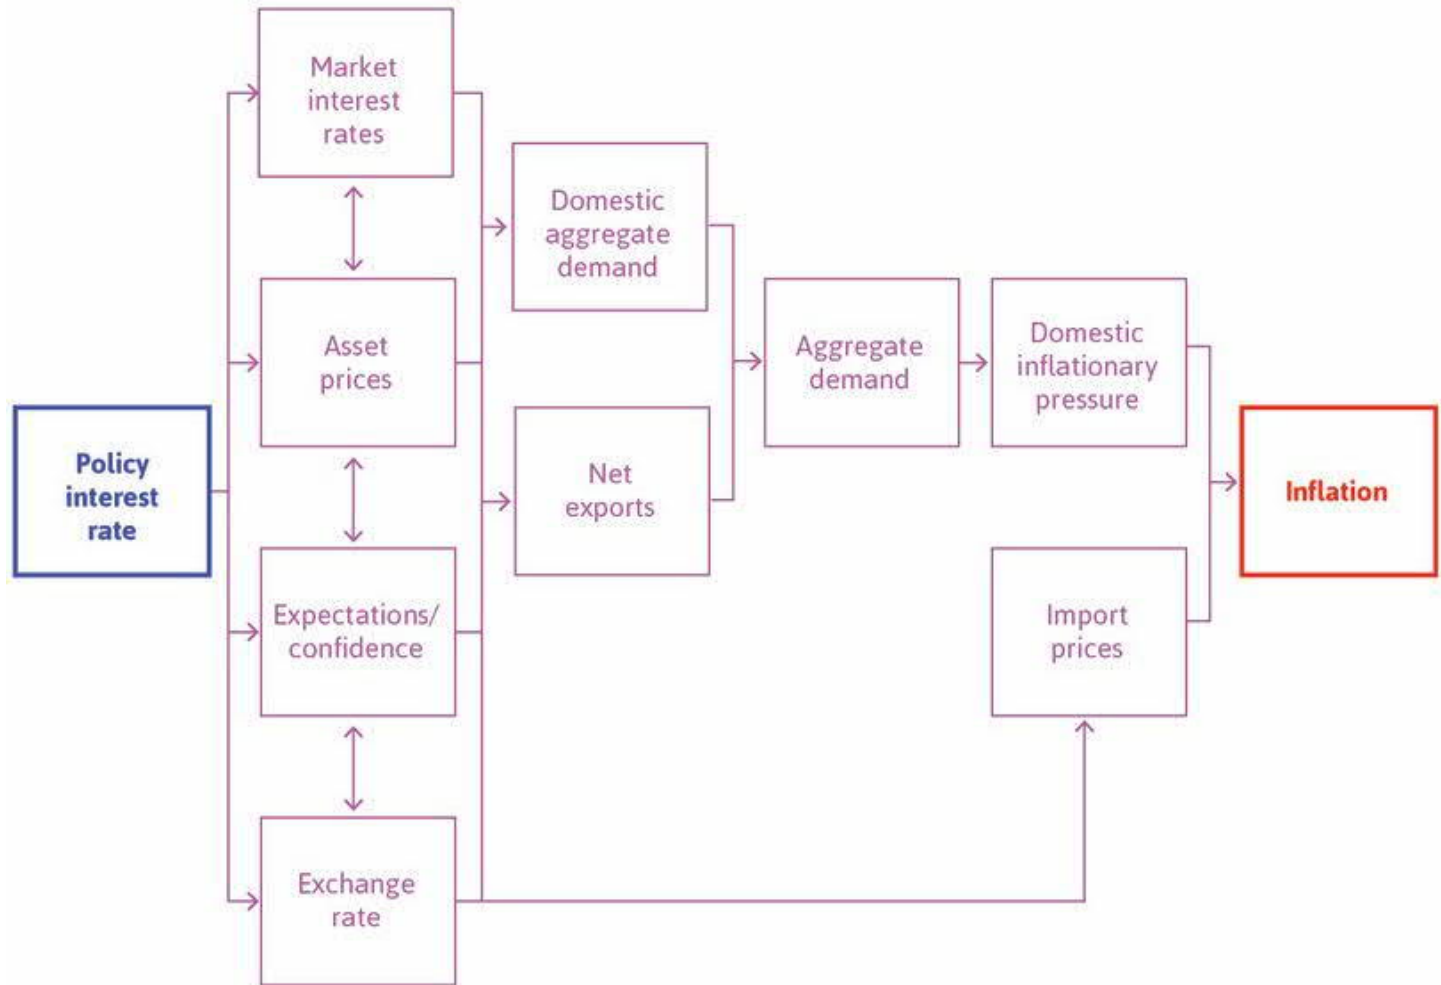 Market
interest
rates
Domestic
aggregate
demand
Asset
prices
Aggregate
demand
Domestic
inflationary
pressure
Policy
interest
rate
Net
exports
Inflation
Expectations/
confidence
Import
prices
Exchange
rate